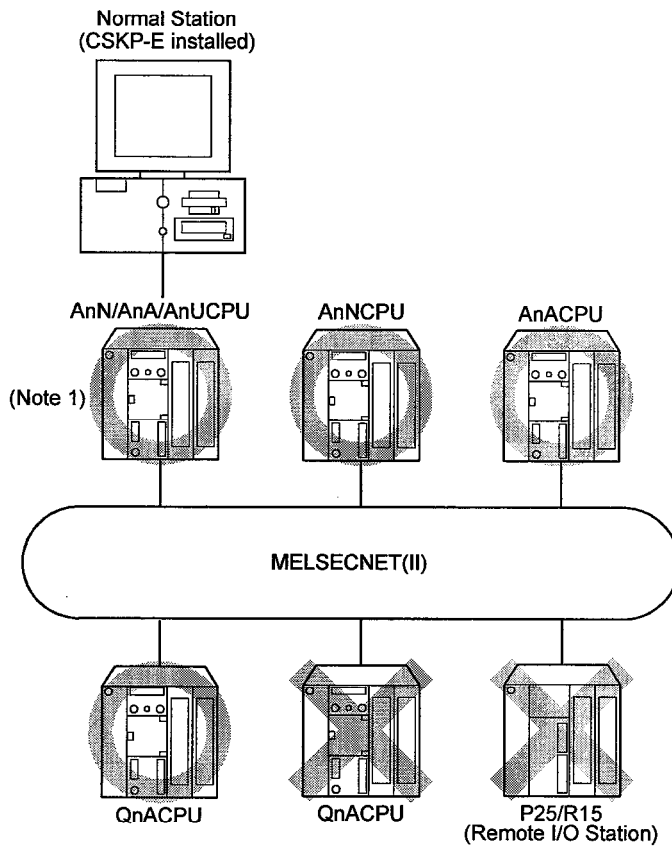 Normal Station
(CSKP-E installed)
AnN/AnA/AnUCPU
AnNCPU
AnACPU
(Note 1)
MELSECNET(II)
QnACPU
QnACPU
P25/R15
(Remote I/O Station)